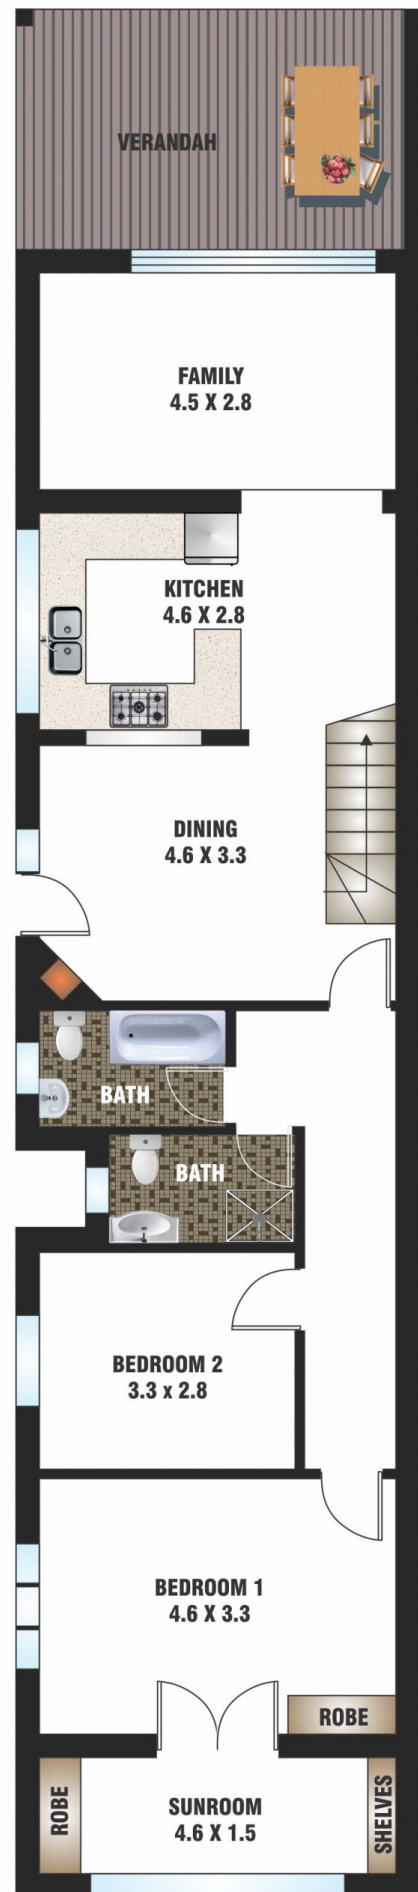 VERANDAH
FAMILY
4.5 X 2.8
KITCHEN
4.6 X 2.8
DINING
4.6 X 3.3
BATH
BATH
BEDROOM 2
3.3 x 2.8
BEDROOM 1
4.6 X 3.3
ROBE
ROBE
SUNROOM
4.6 X 1.5
SHELVES